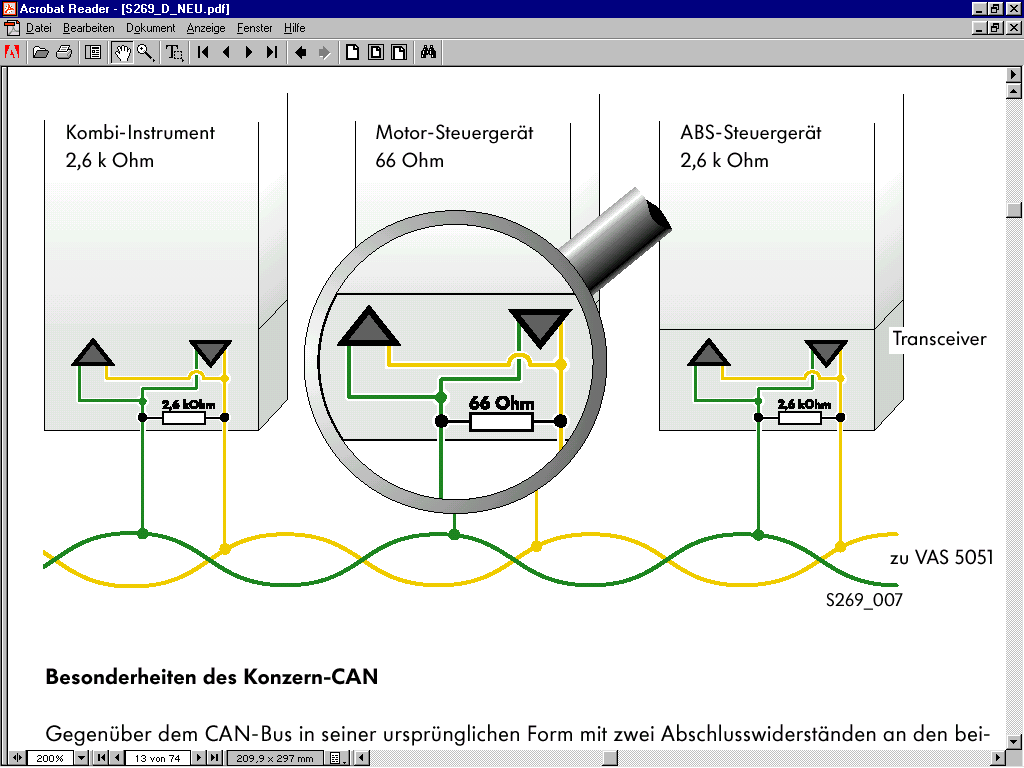 Acrobat Reader - [S269_D_NEU.pdf]
Datei Bearbeiten Dokument Anzeige Fenster Hilfe
Kombi-Instrument
2,6 k Ohm
Motor-Steuergerät
66 Ohm
ABS-Steuergerät
2,6 k Ohm
Transceiver
2,6 kOhm
66 Ohm
2,6 kOhm
zu VAS 5051
S269_007
Besonderheiten des Konzern-CAN
Gegenüber dem CAN-Bus in seiner ursprünglichen Form mit zwei Abschlusswiderständen an den bei-
200% 13 von 74 209,9 x 297 mm